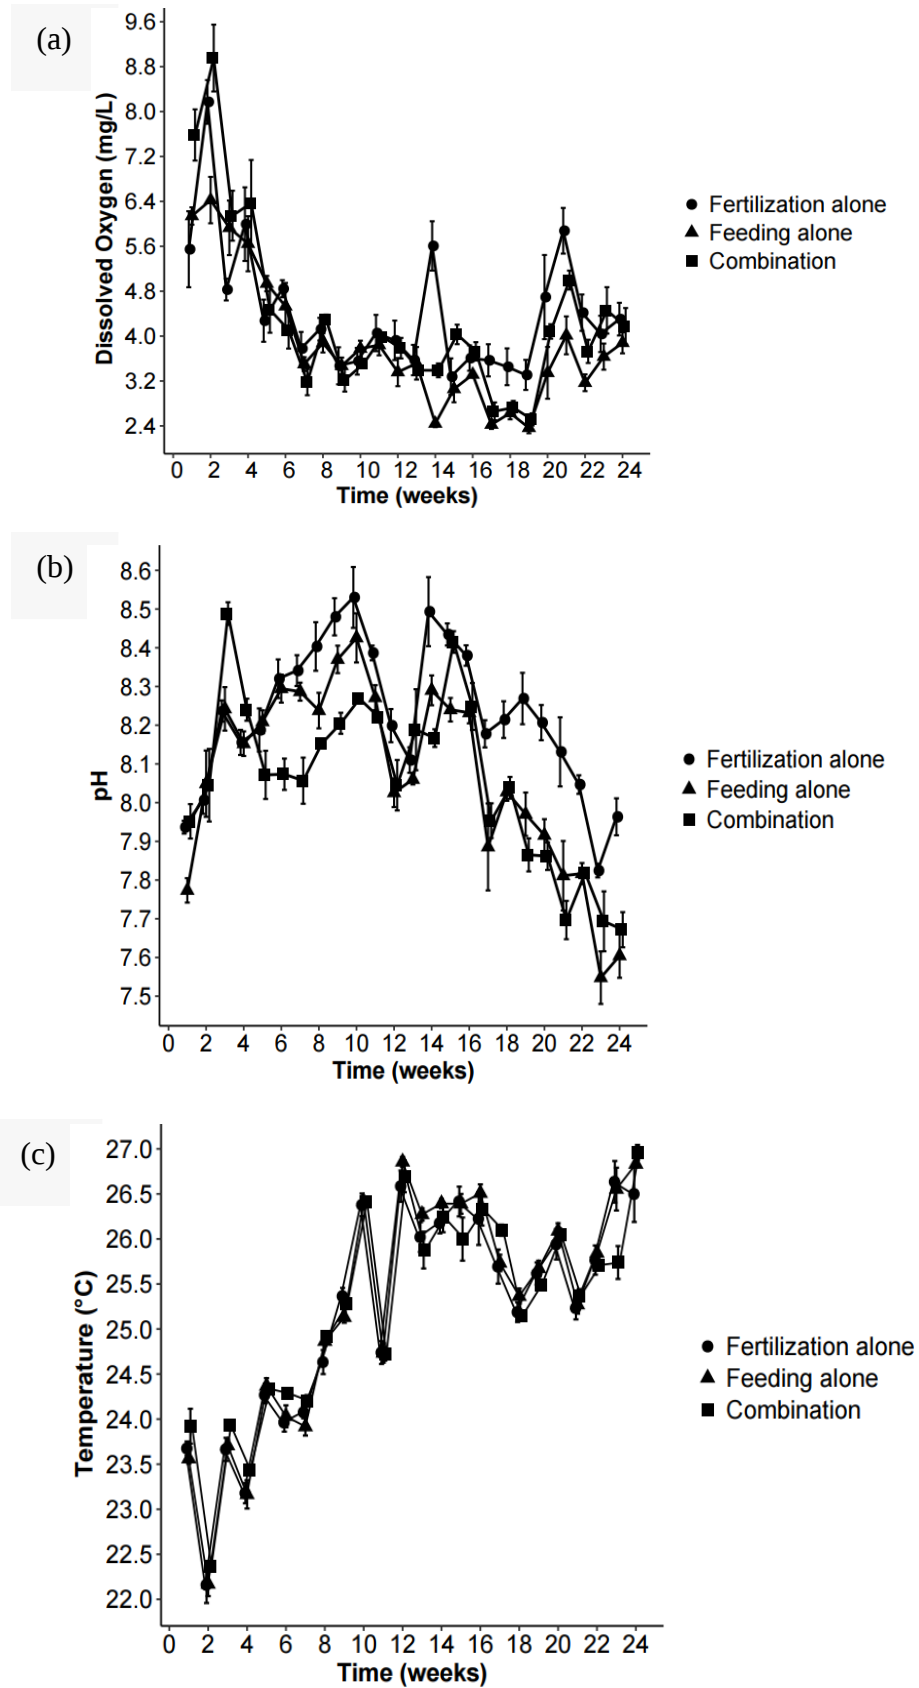 (a)
9.6
8.8
8.0
7.2
6.4
5.6
4.8
4.0
3.2
2.4
Dissolved Oxygen (mg/L)
0 2 4 6 8 10 12 14 16 18 20 22 24
Time (weeks)
Fertilization alone
Feeding alone
Combination
(b)
8.6
8.5
8.4
8.3
8.2
8.1
8.0
7.9
7.8
7.7
7.6
7.5
pH
0 2 4 6 8 10 12 14 16 18 20 22 24
Time (weeks)
Fertilization alone
Feeding alone
Combination
(c)
27.0
26.5
26.0
25.5
25.0
24.5
24.0
23.5
23.0
22.5
22.0
Temperature (°C)
0 2 4 6 8 10 12 14 16 18 20 22 24
Time (weeks)
Fertilization alone
Feeding alone
Combination